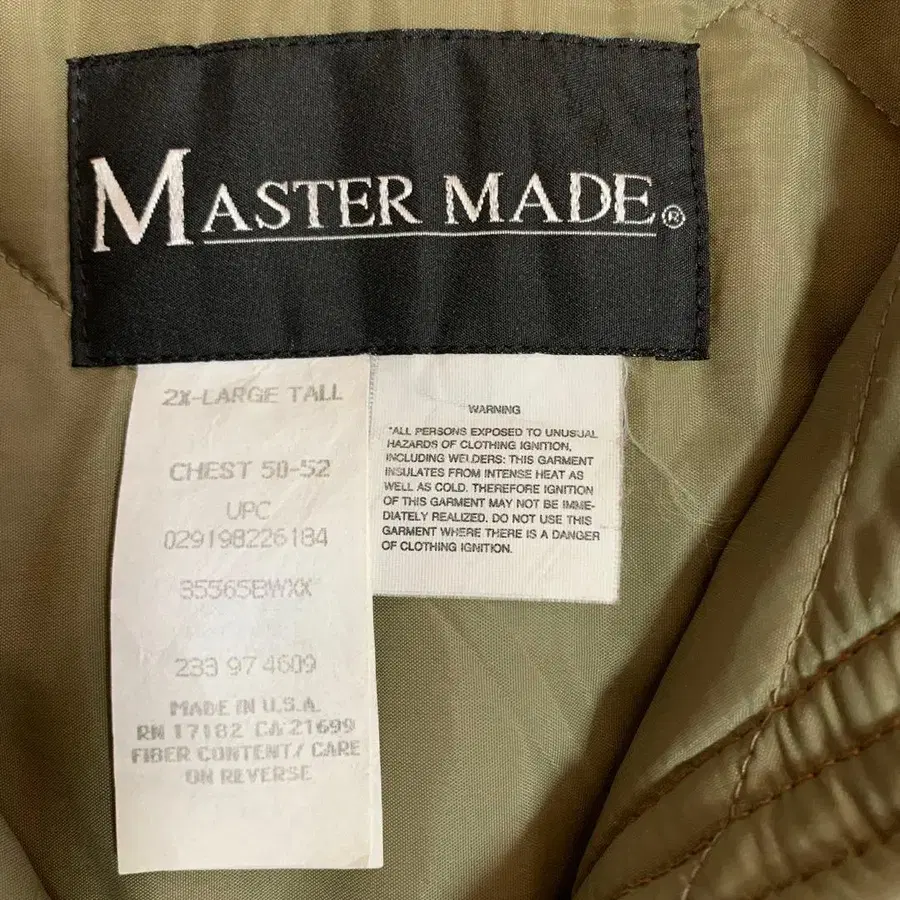 MASTER MADE®
2X-LARGE TALL
CHEST 50-52
UPC
029198226184
35565BWXX
233 97 4609
MADE IN U.S.A.
RN 17182 CA 21699
FIBER CONTENT/ CARE
ON REVERSE
WARNING
"ALL PERSONS EXPOSED TO UNUSUAL
HAZARDS OF CLOTHING IGNITION,
INCLUDING WELDERS: THIS GARMENT
INSULATES FROM INTENSE HEAT AS
WELL AS COLD. THEREFORE IGNITION
OF THIS GARMENT MAY NOT BE IMME-
DIATELY REALIZED. DO NOT USE THIS
GARMENT WHERE THERE IS A DANGER
OF CLOTHING IGNITION.